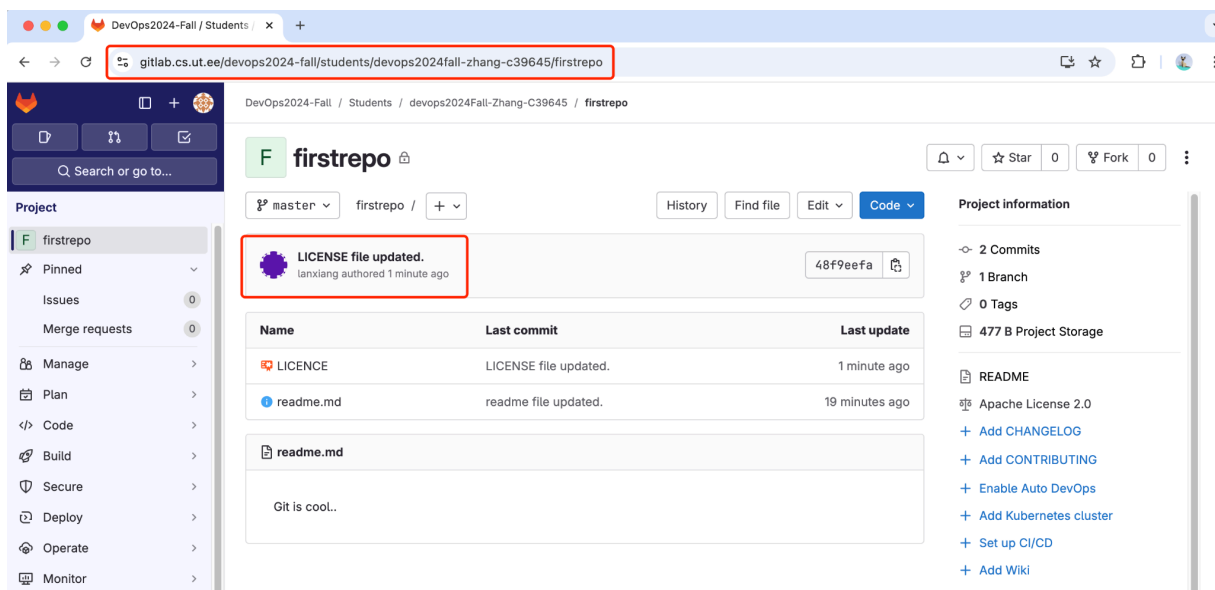 DevOps2024-Fall / Students /
gitlab.cs.ut.ee/devops2024-fall/students/devops2024fall-zhang-c39645/firstrepo
Search or go to...
Project
F firstrepo
Pinned
Issues 0
Merge requests 0
Manage
Plan
Code
Build
Secure
Deploy
Operate
Monitor
DevOps2024-Fall / Students / devops2024Fall-Zhang-C39645 / firstrepo
F firstrepo
Star 0 Fork 0
master firstrepo / + History Find file Edit Code
LICENSE file updated.
lanxiang authored 1 minute ago
48f9eefa
Name Last commit Last update
LICENCE LICENSE file updated. 1 minute ago
readme.md readme file updated. 19 minutes ago
readme.md
Git is cool..
Project information
2 Commits
1 Branch
0 Tags
477 B Project Storage
README
Apache License 2.0
+ Add CHANGELOG
+ Add CONTRIBUTING
+ Enable Auto DevOps
+ Add Kubernetes cluster
+ Set up CI/CD
+ Add Wiki